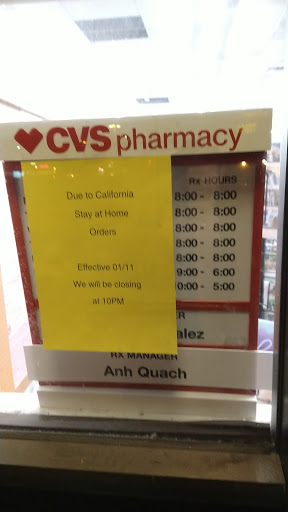 CVS pharmacy
Rx HOURS
Due to California
Stay at Home
Orders
Effective 01/11
We will be closing
at 10PM
8:00 - 8:00
8:00 - 8:00
8:00 - 8:00
8:00 - 8:00
8:00 - 8:00
9:00 - 6:00
0:00 - 5:00
ER
alez
RX MANAGER
Anh Quach